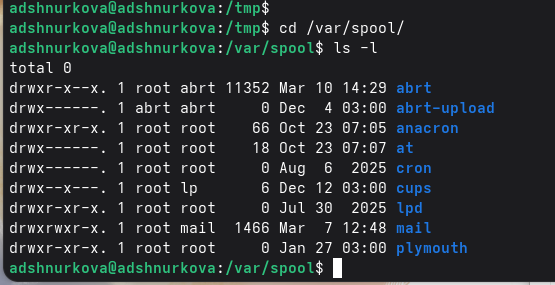 adshnurkova@adshnurkova:/tmp$
adshnurkova@adshnurkova:/tmp$ cd /var/spool/
adshnurkova@adshnurkova:/var/spool$ ls -l
total 0
drwxr-x--x. 1 root abrt 11352 Mar 10 14:29 abrt
drwx------. 1 abrt abrt     0 Dec  4 03:00 abrt-upload
drwxr-xr-x. 1 root root    66 Oct 23 07:05 anacron
drwx------. 1 root root    18 Oct 23 07:07 at
drwxr-xr-x. 1 root root     0 Aug  6  2025 cron
drwx--x---. 1 root lp       6 Dec 12 03:00 cups
drwxr-xr-x. 1 root root     0 Jul 30  2025 lpd
drwxrwxr-x. 1 root mail  1466 Mar  7 12:48 mail
drwxr-xr-x. 1 root root     0 Jan 27 03:00 plymouth
adshnurkova@adshnurkova:/var/spool$